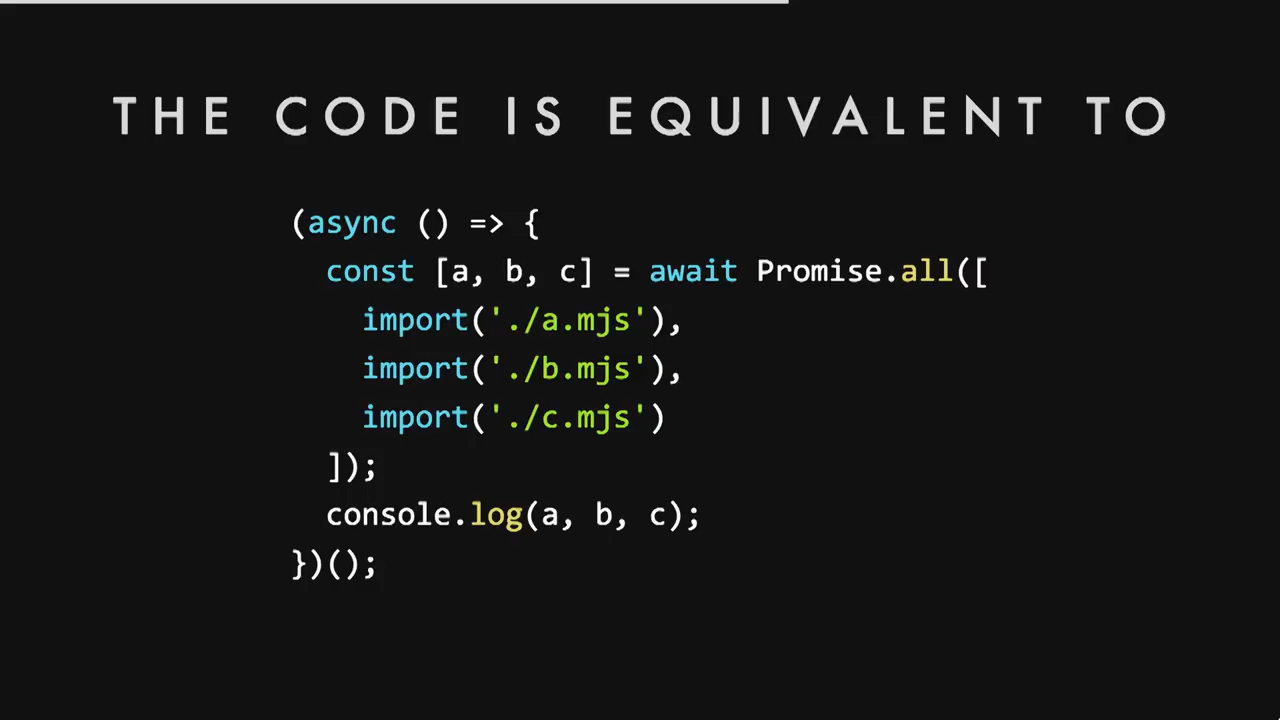 THE CODE IS EQUIVALENT TO
(async () => {
  const [a, b, c] = await Promise.all([
    import('./a.mjs'),
    import('./b.mjs'),
    import('./c.mjs')
  ]);
  console.log(a, b, c);
})();